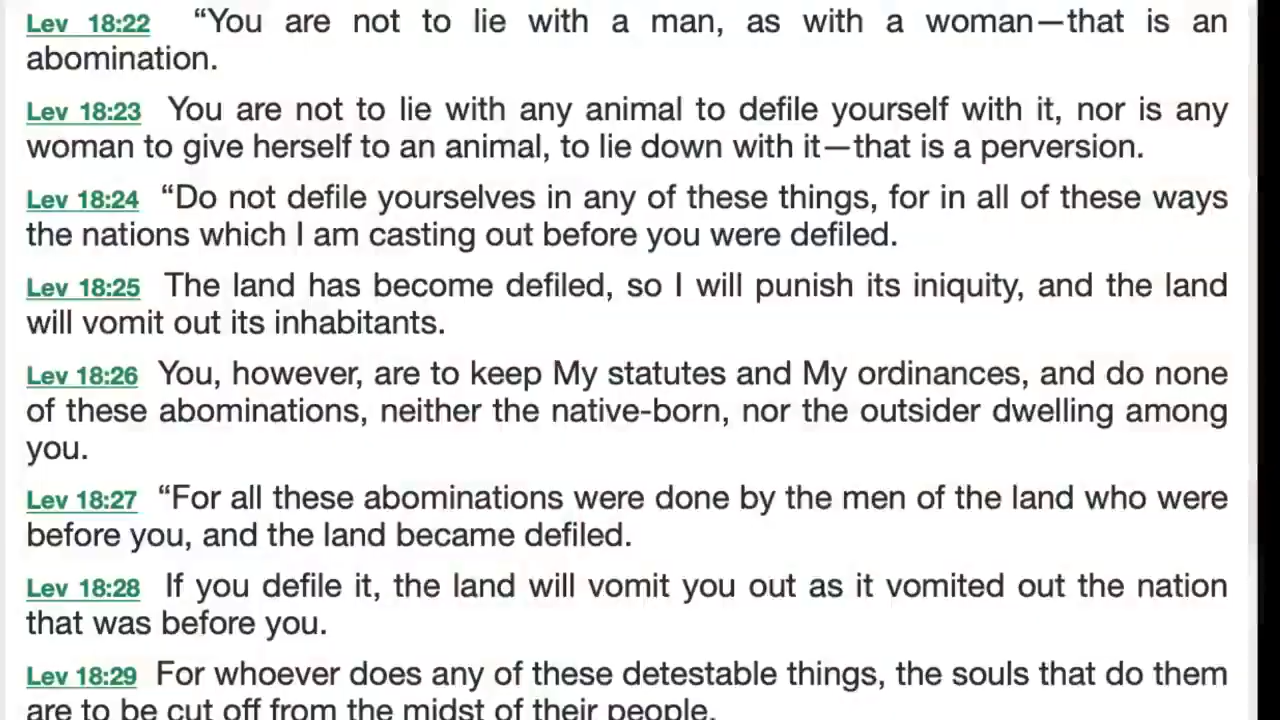 Lev 18:22 “You are not to lie with a man, as with a woman—that is an
abomination.
Lev 18:23 You are not to lie with any animal to defile yourself with it, nor is any
woman to give herself to an animal, to lie down with it—that is a perversion.
Lev 18:24 “Do not defile yourselves in any of these things, for in all of these ways
the nations which I am casting out before you were defiled.
Lev 18:25 The land has become defiled, so I will punish its iniquity, and the land
will vomit out its inhabitants.
Lev 18:26 You, however, are to keep My statutes and My ordinances, and do none
of these abominations, neither the native-born, nor the outsider dwelling among
you.
Lev 18:27 “For all these abominations were done by the men of the land who were
before you, and the land became defiled.
Lev 18:28 If you defile it, the land will vomit you out as it vomited out the nation
that was before you.
Lev 18:29 For whoever does any of these detestable things, the souls that do them
are to be cut off from the midst of their people.